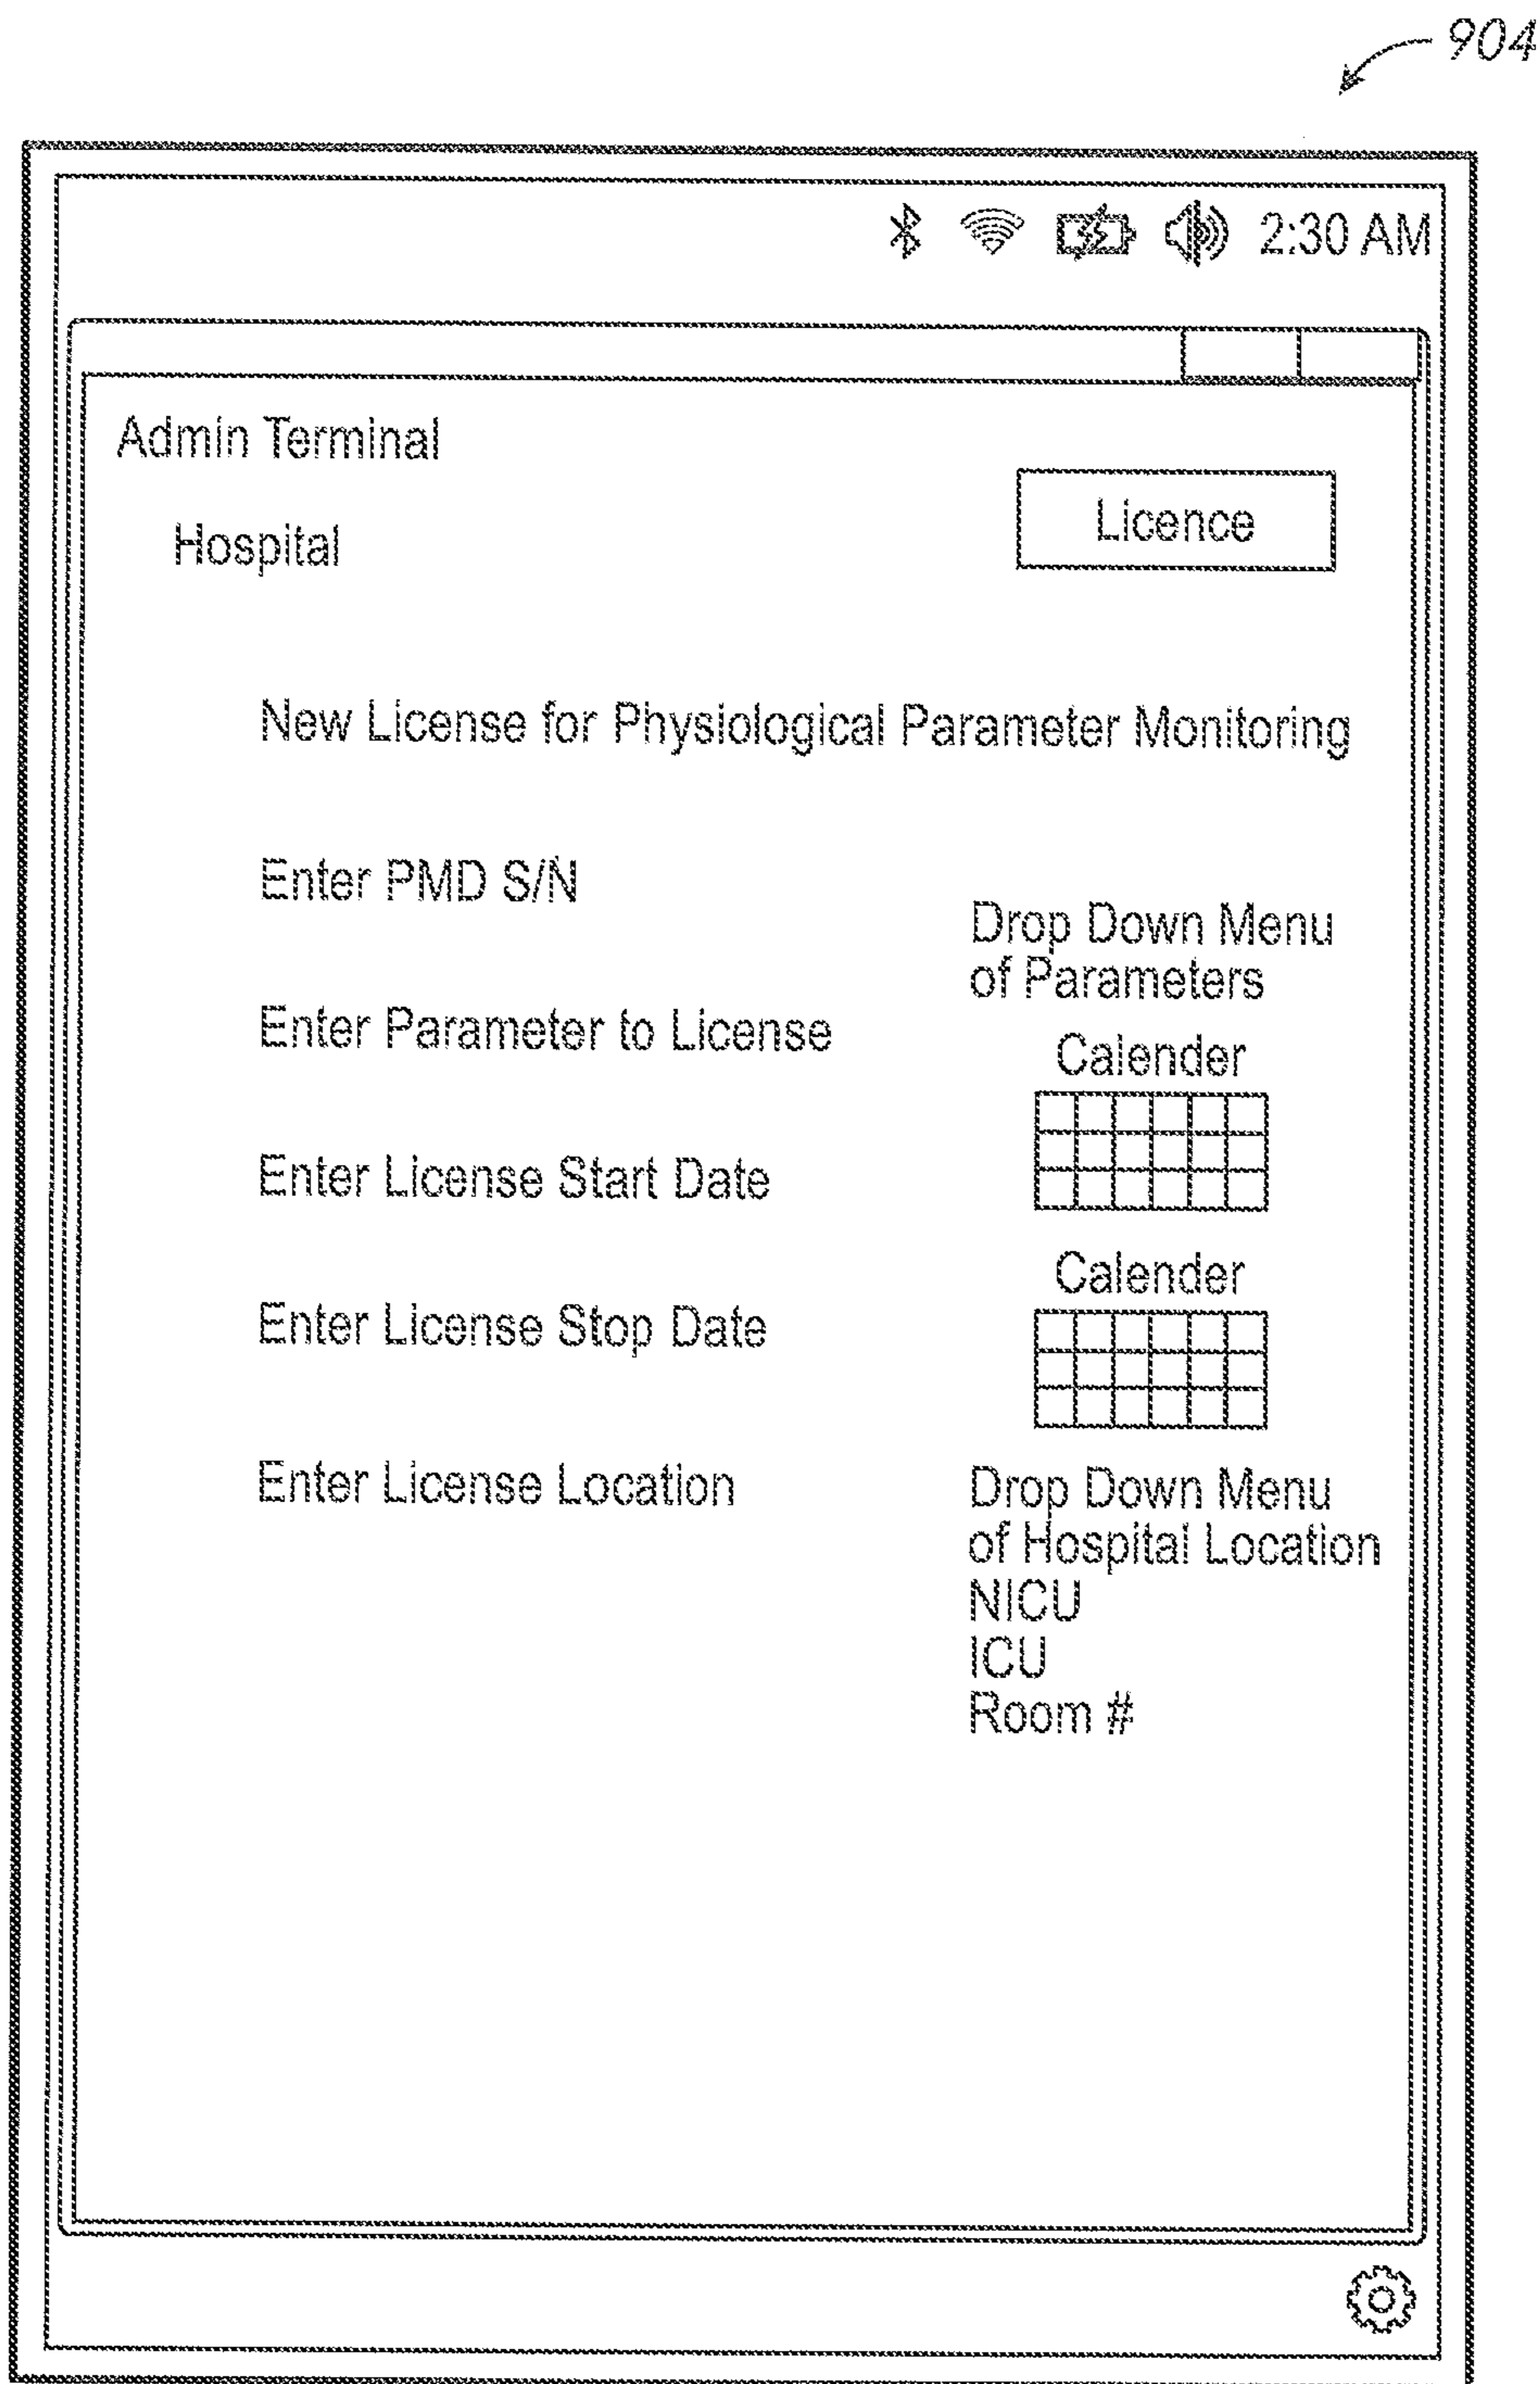 904
2:30 AM
Admin Terminal
Licence
Hospital
New License for Physiological Parameter Monitoring
Enter PMD S/N
Drop Down Menu
of Parameters
Enter Parameter to License
Calender
Enter License Start Date
Calender
Enter License Stop Date
Enter License Location
Drop Down Menu
of Hospital Location
NICU
ICU
Room #